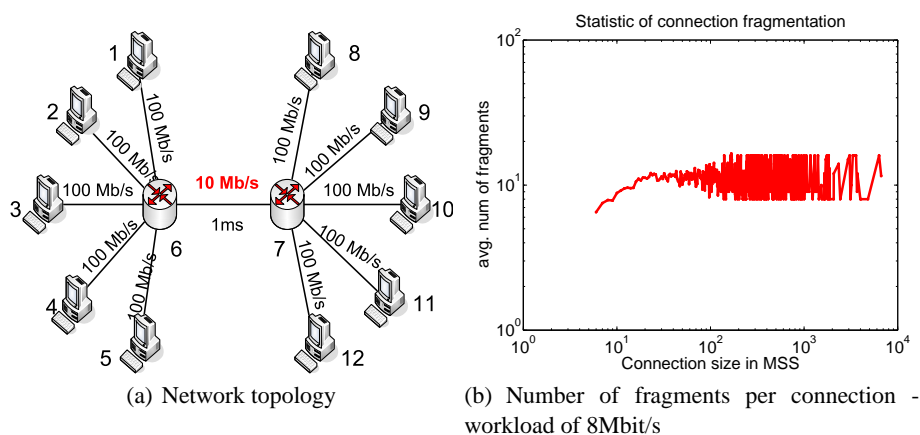 1
2
3
4
5
6
7
8
9
10
11
12
100 Mb/s
100 Mb/s
100 Mb/s
100 Mb/s
100 Mb/s
10 Mb/s
1ms
100 Mb/s
100 Mb/s
100 Mb/s
100 Mb/s
100 Mb/s
(a) Network topology
Statistic of connection fragmentation
avg. num of fragments
10^2
10^1
10^0
10^0
10^1
10^2
10^3
10^4
Connection size in MSS
(b) Number of fragments per connection -
workload of 8Mbit/s